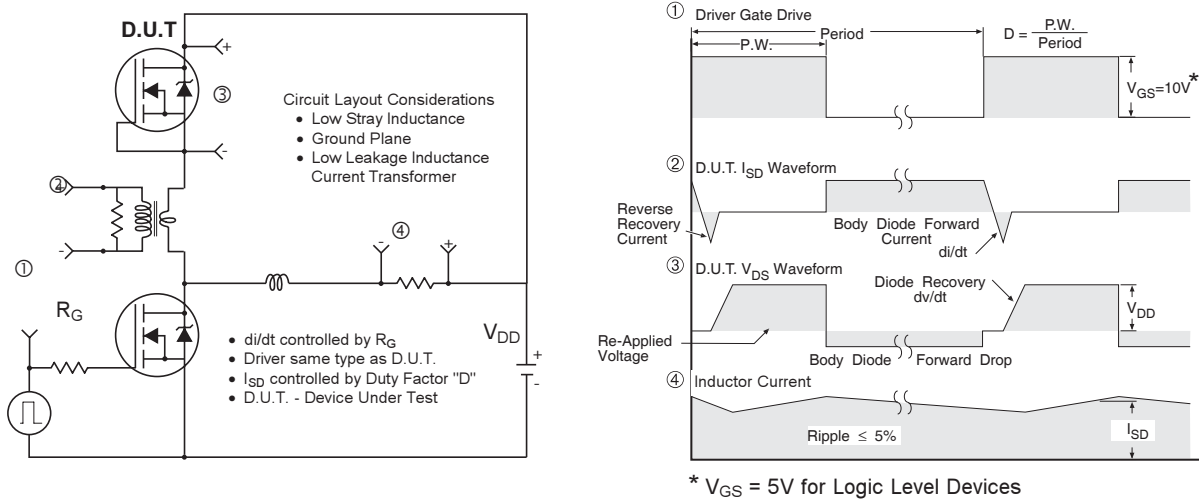 D.U.T
+
③
-
Circuit Layout Considerations
• Low Stray Inductance
• Ground Plane
• Low Leakage Inductance
Current Transformer
②
-
①
④
-
+
R_G
• di/dt controlled by R_G
• Driver same type as D.U.T.
• I_SD controlled by Duty Factor "D"
• D.U.T. - Device Under Test
V_DD
+
-
① Driver Gate Drive
Period
P.W.
D = P.W. / Period
V_GS=10V *
② D.U.T. I_SD Waveform
Reverse
Recovery
Current
Body Diode Forward
Current
di/dt
③ D.U.T. V_DS Waveform
Diode Recovery
dv/dt
V_DD
Re-Applied
Voltage
Body Diode Forward Drop
④ Inductor Current
Ripple ≤ 5%
I_SD
* V_GS = 5V for Logic Level Devices